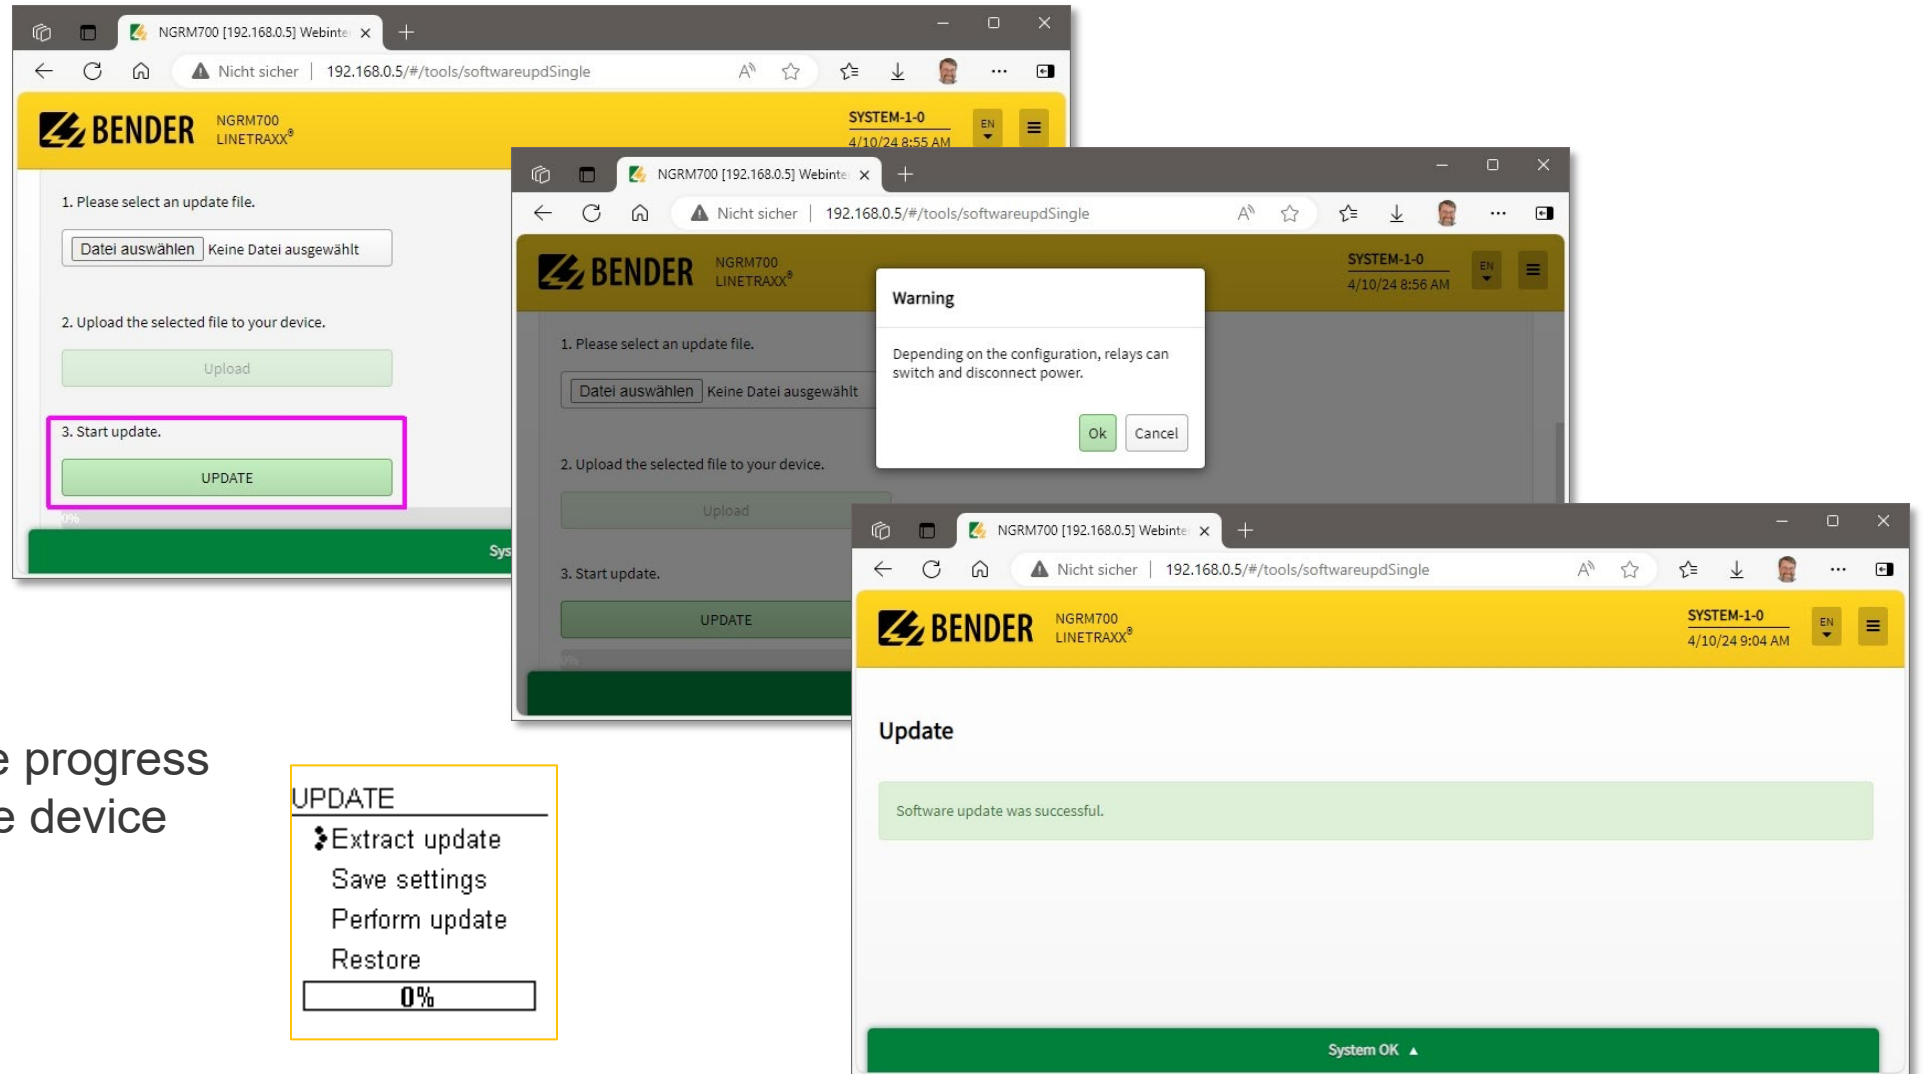 NGRM700 [192.168.0.5] Webinte
Nicht sicher | 192.168.0.5/#/tools/softwareupdSingle
BENDER
NGRM700
LINETRAXX®
SYSTEM-1-0
4/10/24 8:55 AM
EN
1. Please select an update file.
Datei auswählen Keine Datei ausgewählt
2. Upload the selected file to your device.
Upload
3. Start update.
UPDATE
0%
Sys
NGRM700 [192.168.0.5] Webinte
Nicht sicher | 192.168.0.5/#/tools/softwareupdSingle
BENDER
NGRM700
LINETRAXX®
SYSTEM-1-0
4/10/24 8:56 AM
EN
Warning
Depending on the configuration, relays can
switch and disconnect power.
Ok Cancel
1. Please select an update file.
Datei auswählen Keine Datei ausgewählt
2. Upload the selected file to your device.
Upload
3. Start update.
UPDATE
0%
NGRM700 [192.168.0.5] Webinte
Nicht sicher | 192.168.0.5/#/tools/softwareupdSingle
BENDER
NGRM700
LINETRAXX®
SYSTEM-1-0
4/10/24 9:04 AM
EN
Update
Software update was successful.
System OK ▲
e progress
e device
UPDATE
Extract update
Save settings
Perform update
Restore
0%